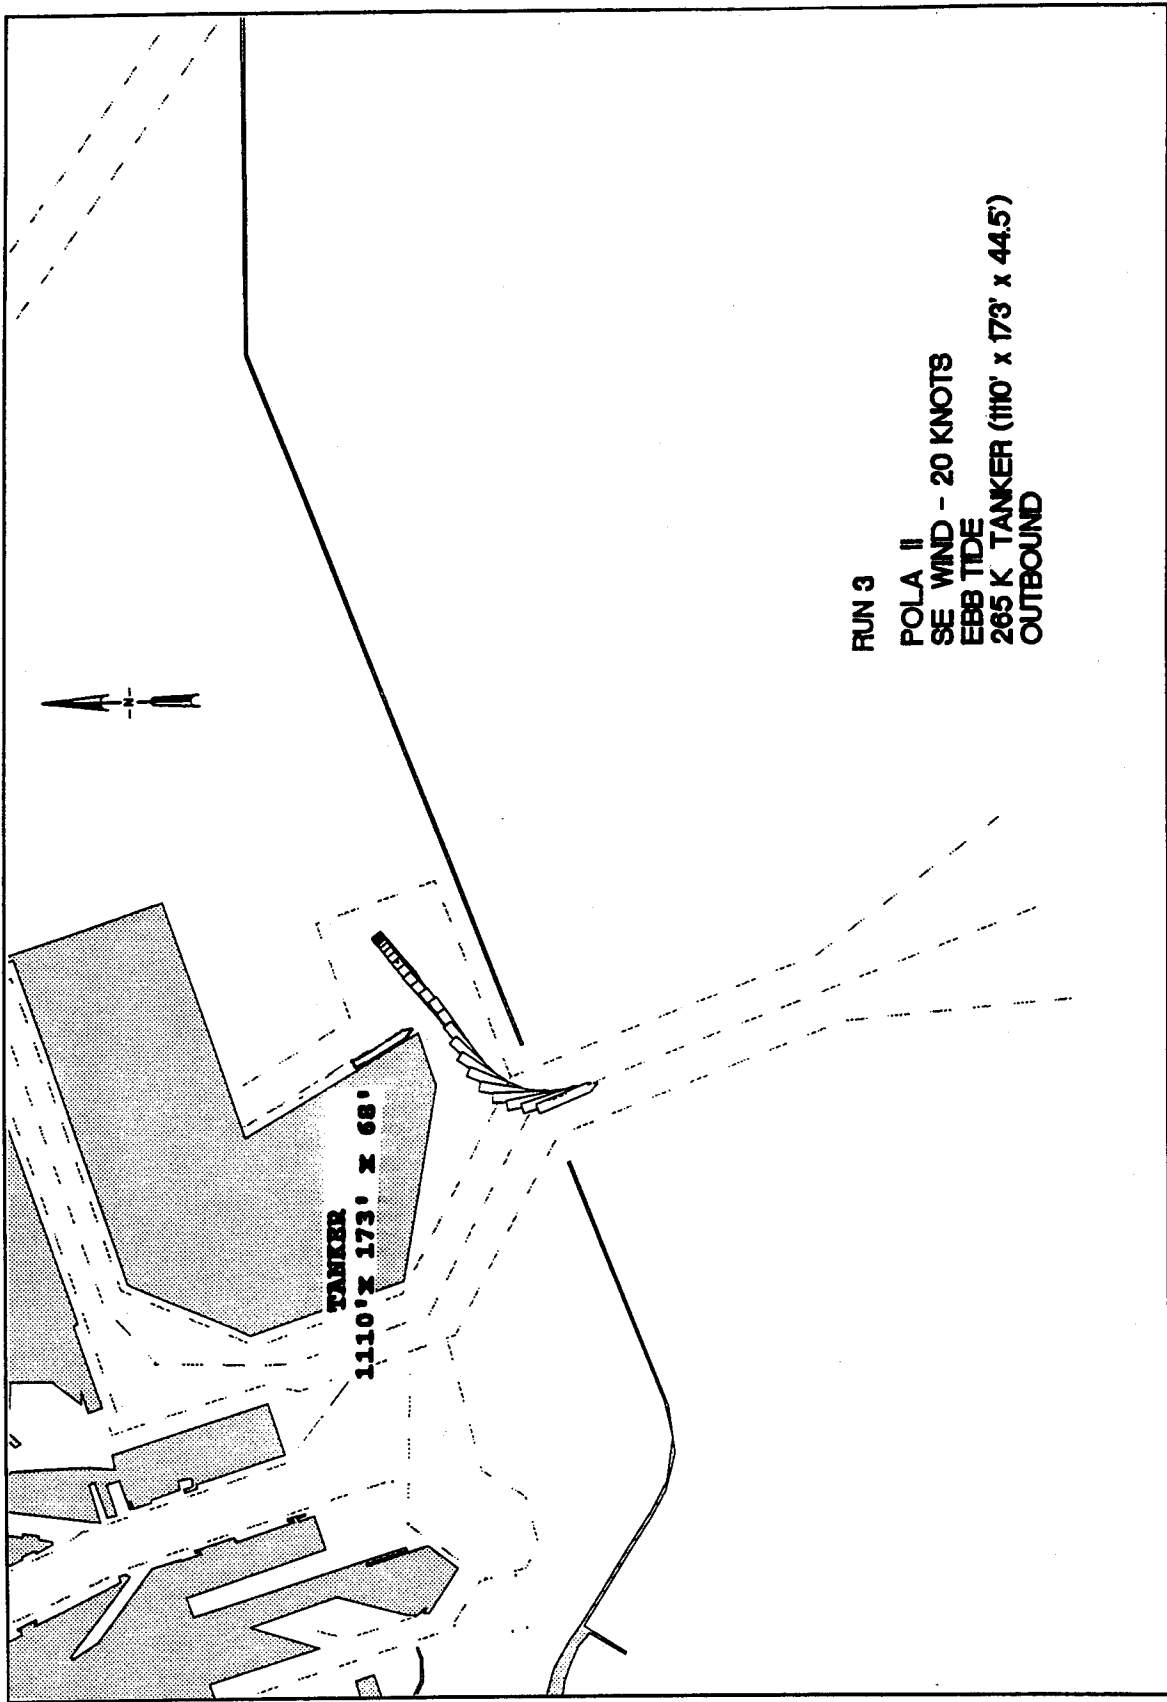 N
TANKER
1110'X 173' X 68'
RUN 3
POLA II
SE WIND - 20 KNOTS
EBB TIDE
265 K TANKER (1110' x 173' x 44.5')
OUTBOUND